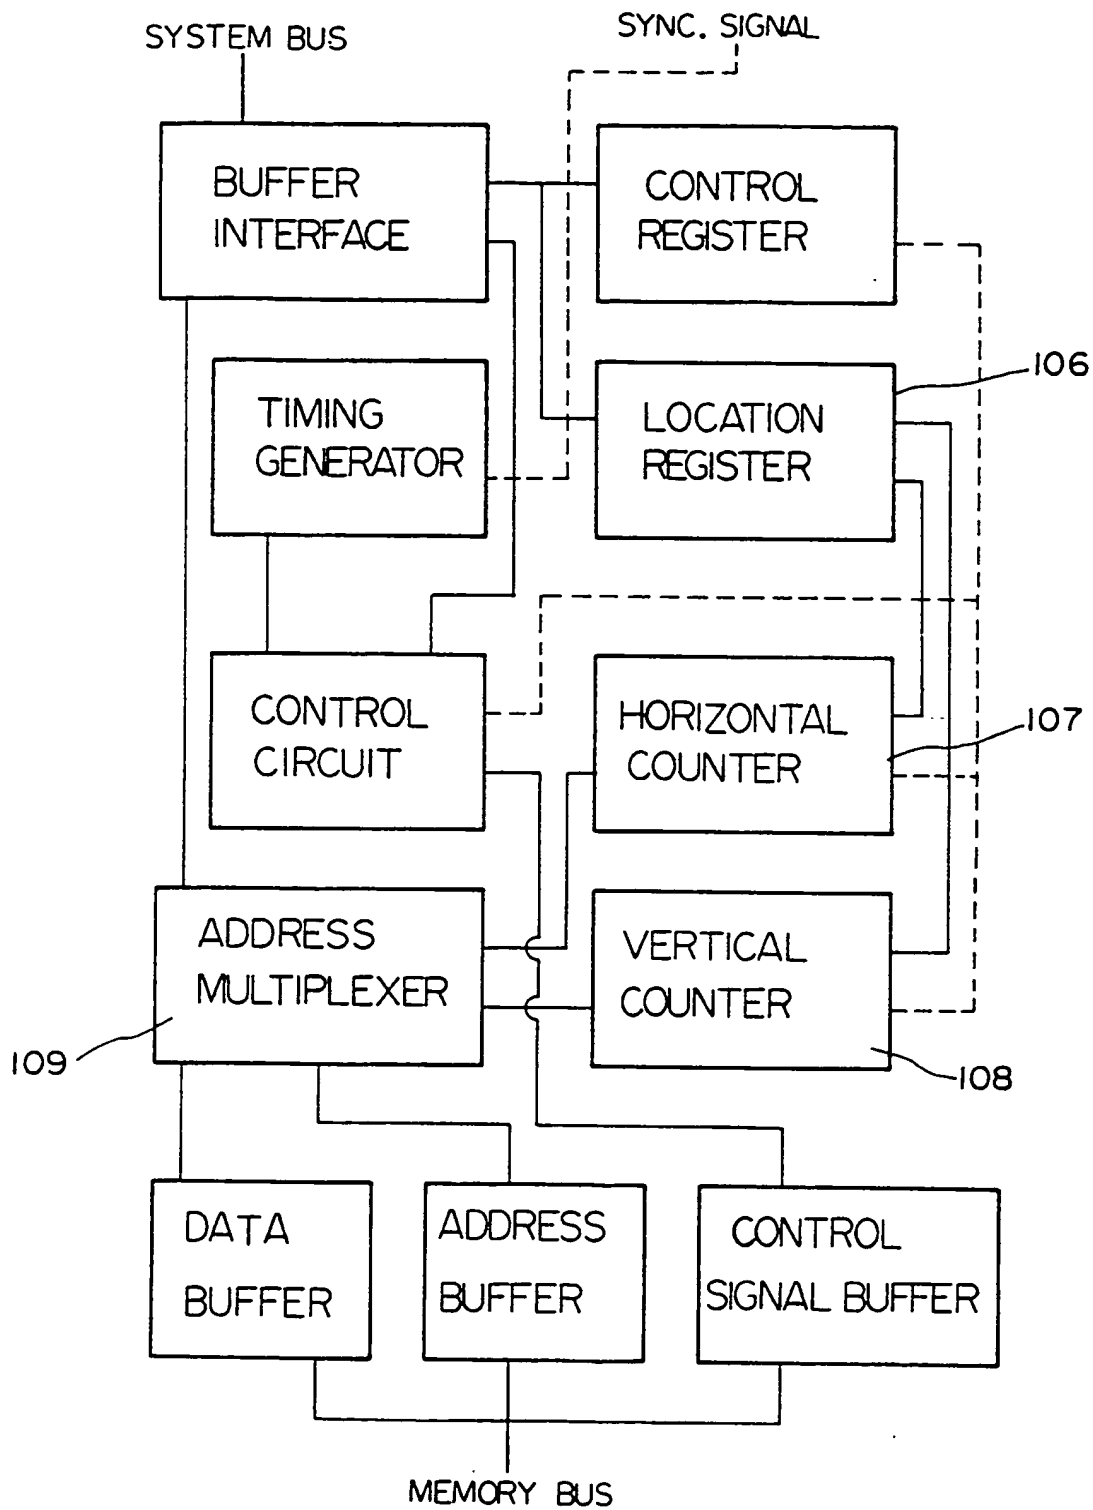 SYSTEM BUS
SYNC. SIGNAL
BUFFER
INTERFACE
CONTROL
REGISTER
TIMING
GENERATOR
LOCATION
REGISTER
106
CONTROL
CIRCUIT
HORIZONTAL
COUNTER
107
ADDRESS
MULTIPLEXER
109
VERTICAL
COUNTER
108
DATA
BUFFER
ADDRESS
BUFFER
CONTROL
SIGNAL BUFFER
MEMORY BUS